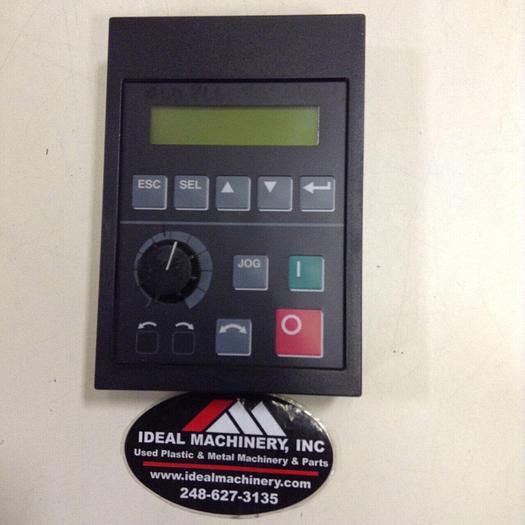 ESC SEL
JOG
IDEAL MACHINERY, INC
Used Plastic & Metal Machinery & Parts
www.idealmachinery.com
248-627-3135